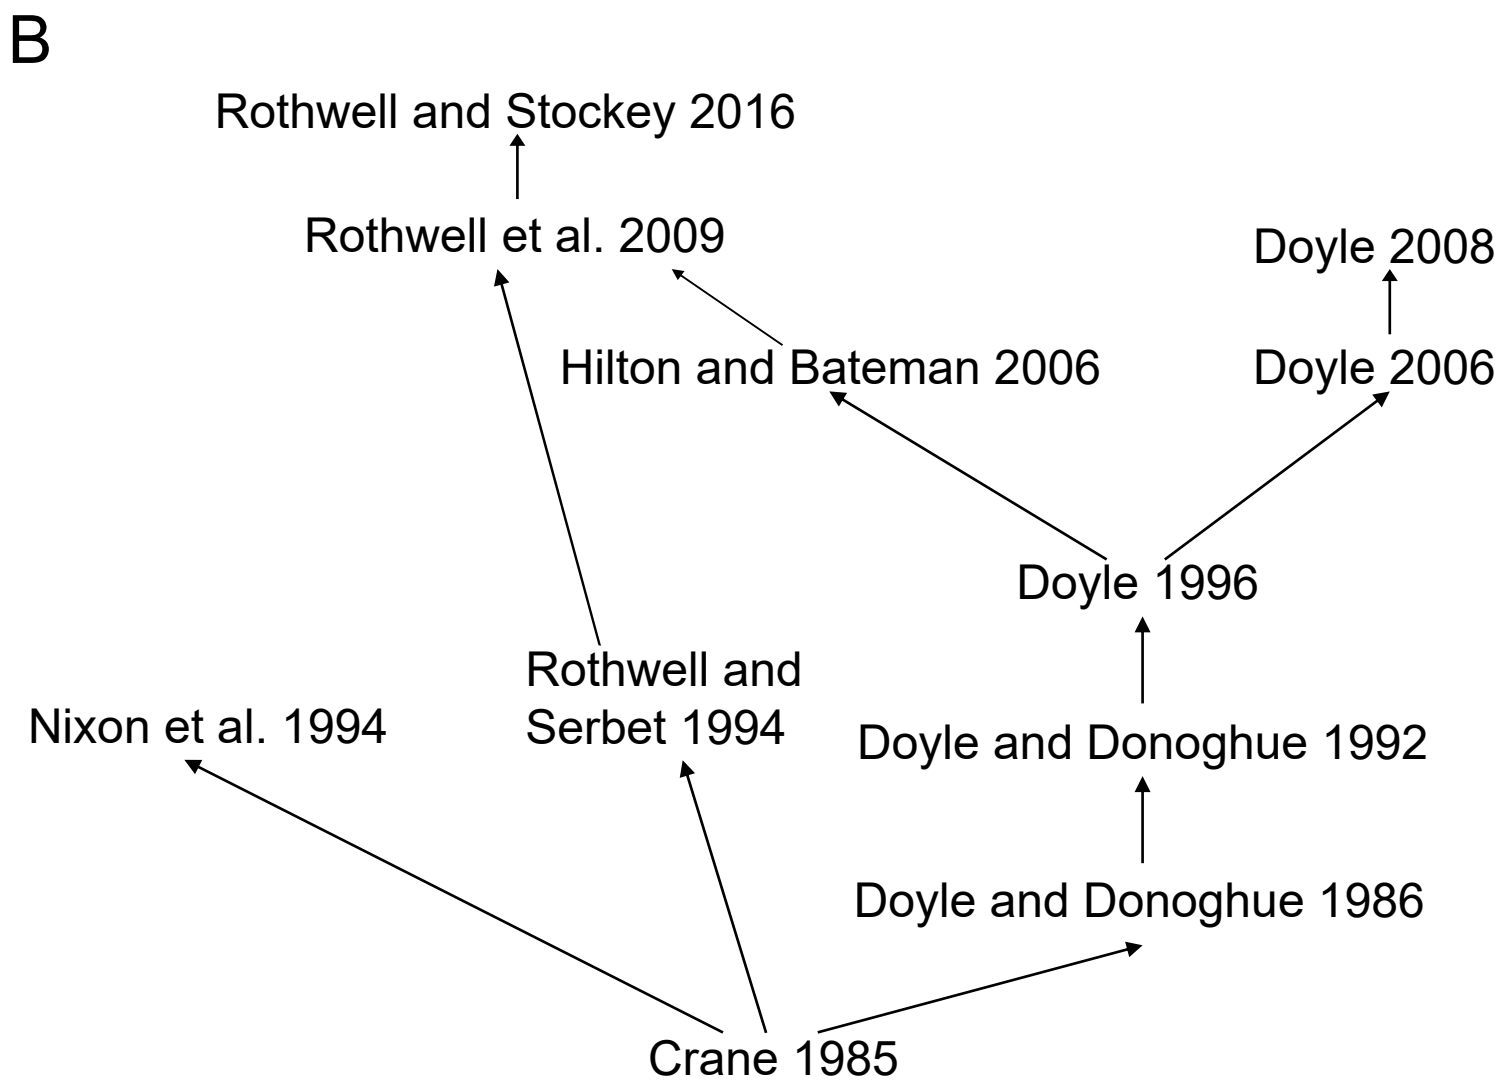 B
Rothwell and Stockey 2016
Rothwell et al. 2009
Doyle 2008
Hilton and Bateman 2006
Doyle 2006
Doyle 1996
Rothwell and
Serbet 1994
Nixon et al. 1994
Doyle and Donoghue 1992
Doyle and Donoghue 1986
Crane 1985